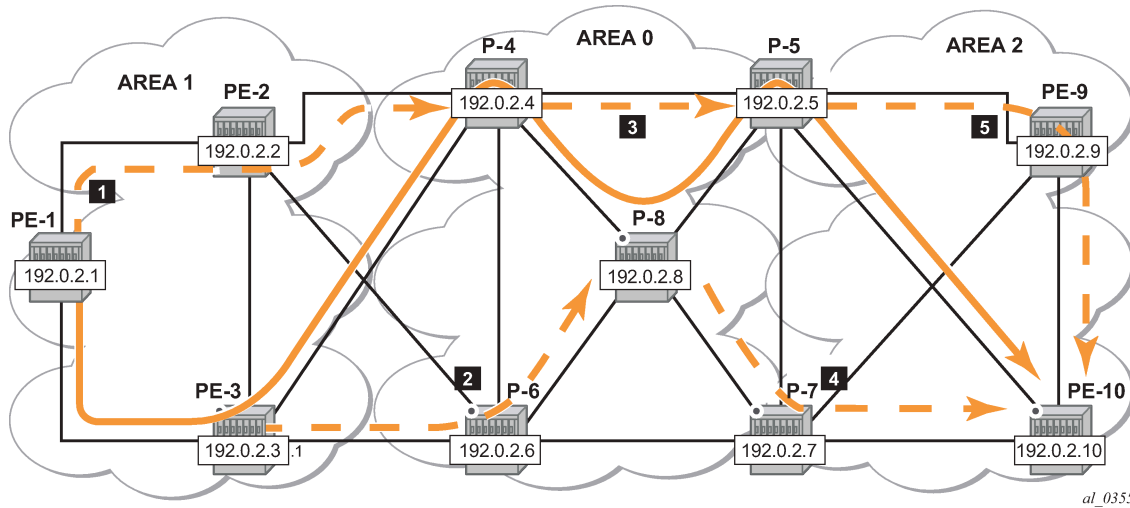 AREA 1
PE-2
192.0.2.2
P-4
192.0.2.4
AREA 0
P-5
192.0.2.5
AREA 2
PE-9
192.0.2.9
1
3
5
PE-1
192.0.2.1
P-8
192.0.2.8
PE-3
192.0.2.3
.1
2
P-6
192.0.2.6
4
P-7
192.0.2.7
PE-10
192.0.2.10
al_0355